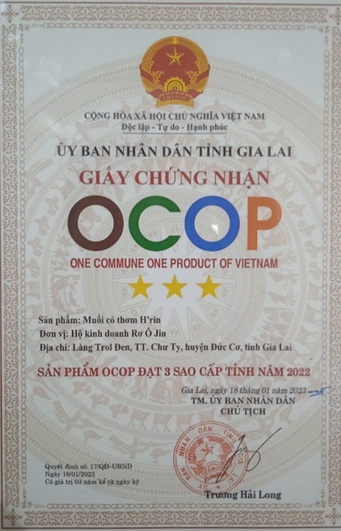 CỘNG HÒA XÃ HỘI CHỦ NGHĨA VIỆT NAM
Độc lập - Tự do - Hạnh phúc
ỦY BAN NHÂN DÂN TỈNH GIA LAI
GIẤY CHỨNG NHẬN
OCOP
ONE COMMUNE ONE PRODUCT OF VIETNAM
Sản phẩm: Muối cỏ thơm H'rin
Đơn vị: Hộ kinh doanh Rơ Ô Jin
Địa chỉ: Làng Trol Đen, TT. Chư Ty, huyện Đức Cơ, tỉnh Gia Lai
SẢN PHẨM OCOP ĐẠT 3 SAO CẤP TỈNH NĂM 2022
Gia Lai, ngày 18 tháng 01 năm 2023
TM. ỦY BAN NHÂN DÂN
CHỦ TỊCH
Quyết định số: 17/QĐ-UBND
Ngày 18/01/2023
Có giá trị 03 năm kể từ ngày ký
Trương Hải Long